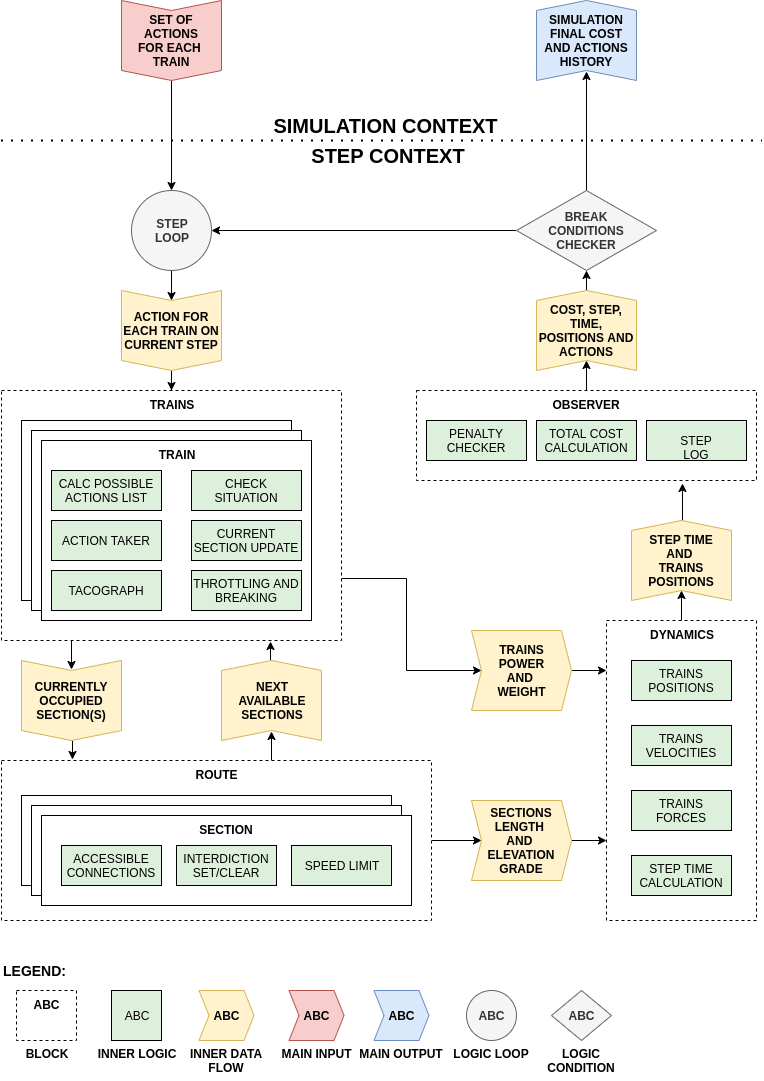 SET OF
ACTIONS
FOR EACH
TRAIN
SIMULATION
FINAL COST
AND ACTIONS
HISTORY
SIMULATION CONTEXT
STEP CONTEXT
STEP
LOOP
BREAK
CONDITIONS
CHECKER
ACTION FOR
EACH TRAIN ON
CURRENT STEP
COST, STEP,
TIME,
POSITIONS AND
ACTIONS
TRAINS
TRAIN
CALC POSSIBLE
ACTIONS LIST
CHECK
SITUATION
ACTION TAKER
CURRENT
SECTION UPDATE
TACOGRAPH
THROTTLING AND
BREAKING
OBSERVER
PENALTY
CHECKER
TOTAL COST
CALCULATION
STEP
LOG
STEP TIME
AND
TRAINS
POSITIONS
CURRENTLY
OCCUPIED
SECTION(S)
NEXT
AVAILABLE
SECTIONS
TRAINS
POWER
AND
WEIGHT
DYNAMICS
TRAINS
POSITIONS
TRAINS
VELOCITIES
TRAINS
FORCES
STEP TIME
CALCULATION
ROUTE
SECTION
ACCESSIBLE
CONNECTIONS
INTERDICTION
SET/CLEAR
SPEED LIMIT
SECTIONS
LENGTH
AND
ELEVATION
GRADE
LEGEND:
ABC
BLOCK
ABC
INNER LOGIC
ABC
INNER DATA
FLOW
ABC
MAIN INPUT
ABC
MAIN OUTPUT
ABC
LOGIC LOOP
ABC
LOGIC
CONDITION